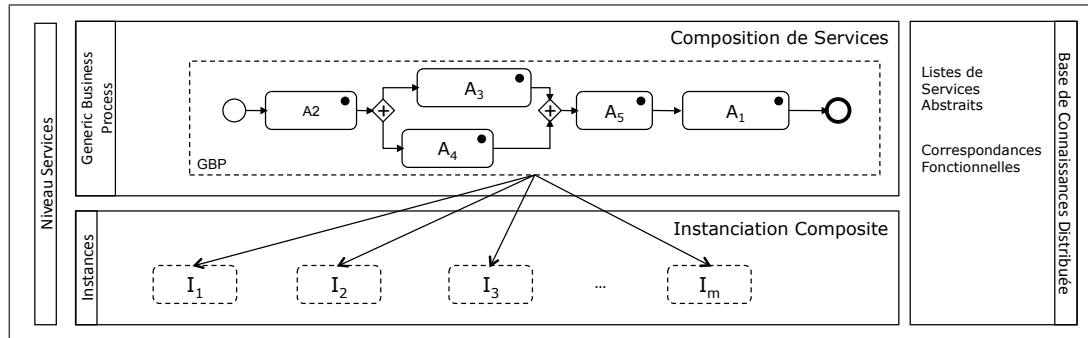 Niveau Services
Generic Business
Process
Composition de Services
A2
A3
A4
A5
A1
GBP
Instances
Instanciation Composite
I1
I2
I3
...
Im
Listes de
Services
Abstraits
Correspondances
Fonctionnelles
Base de Connaissances Distribuée